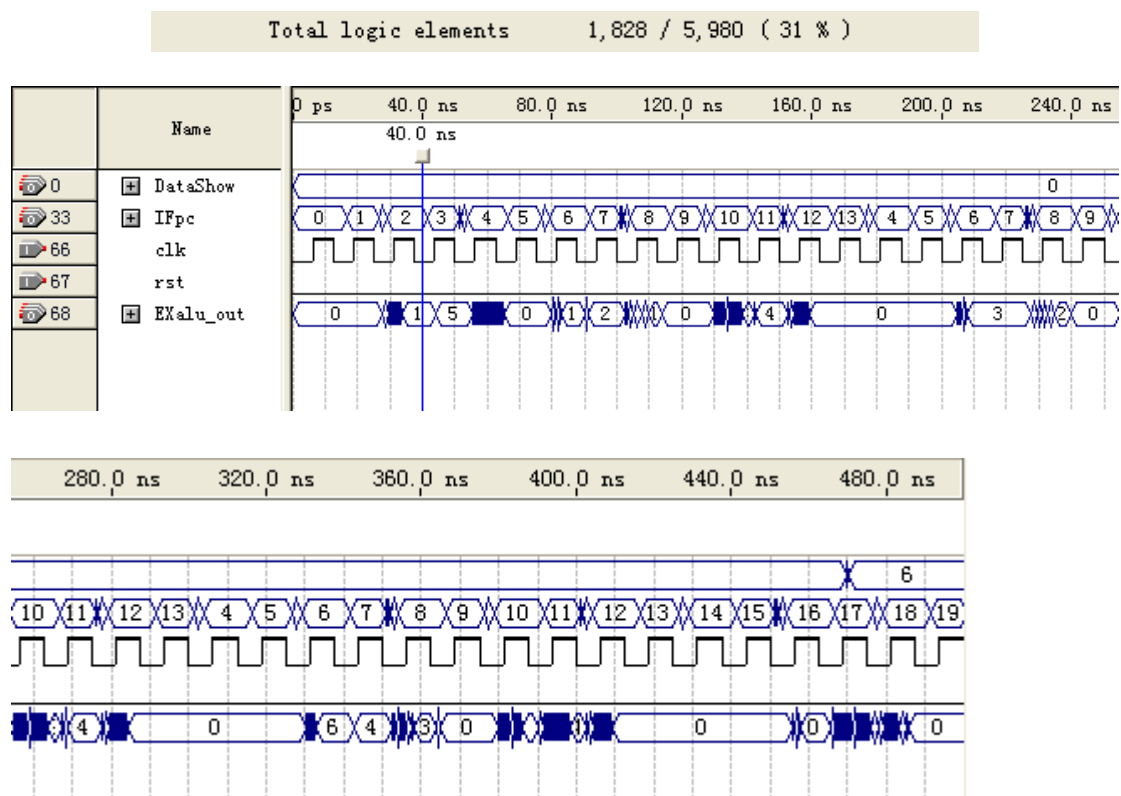 Total logic elements 1,828 / 5,980 ( 31 % )
0 ps 40.0 ns 80.0 ns 120.0 ns 160.0 ns 200.0 ns 240.0 ns
Name
40.0 ns
0 DataShow 0
33 IFpc 0 1 2 3 4 5 6 7 8 9 10 11 12 13 4 5 6 7 8 9
66 clk
67 rst
68 EXalu_out 0 1 5 0 1 2 0 4 0 3 2 0
280.0 ns 320.0 ns 360.0 ns 400.0 ns 440.0 ns 480.0 ns
6
10 11 12 13 4 5 6 7 8 9 10 11 12 13 14 15 16 17 18 19
4 0 6 4 3 0 0 0 0